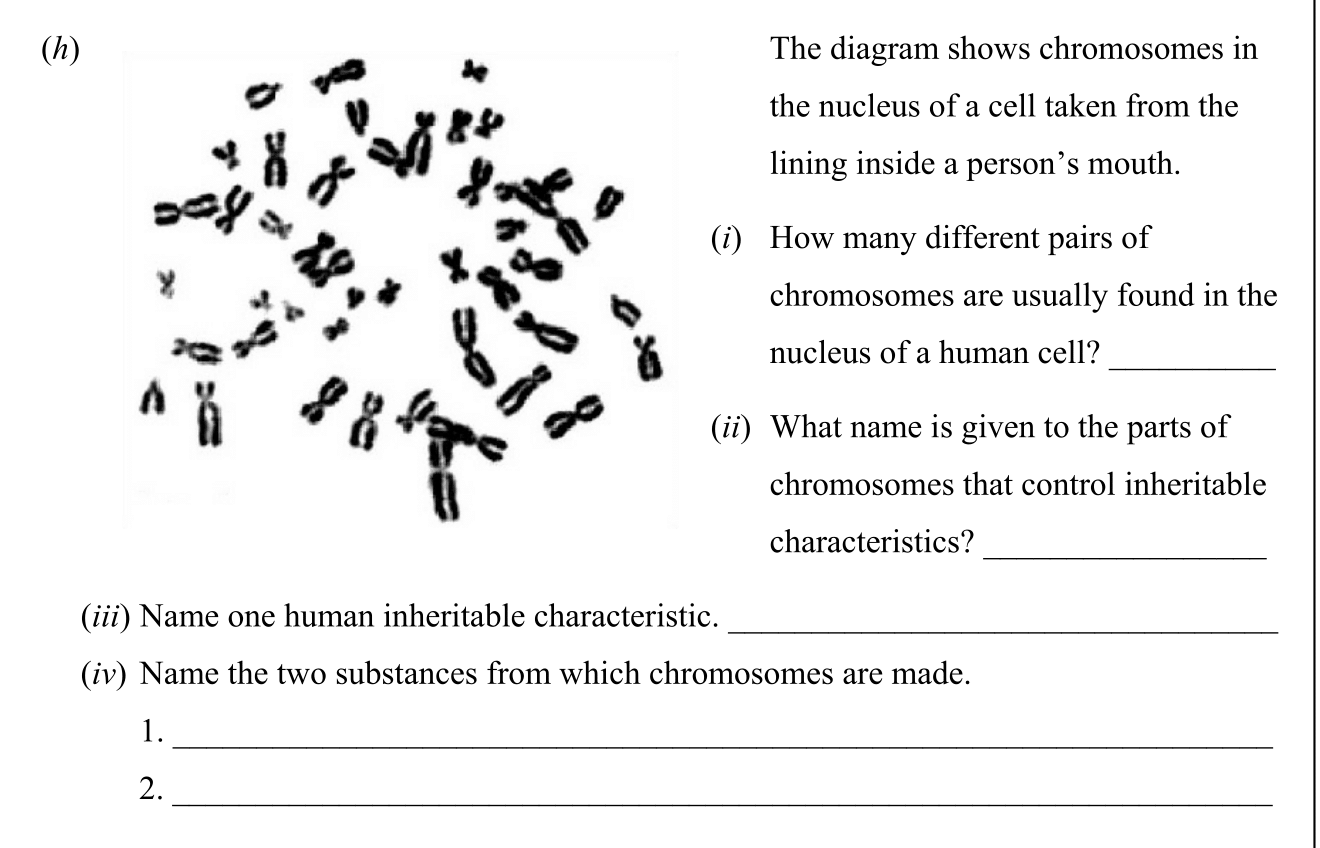 (h)
The diagram shows chromosomes in
the nucleus of a cell taken from the
lining inside a person’s mouth.
(i) How many different pairs of
chromosomes are usually found in the
nucleus of a human cell? __________
(ii) What name is given to the parts of
chromosomes that control inheritable
characteristics? _________________
(iii) Name one human inheritable characteristic. _________________________________
(iv) Name the two substances from which chromosomes are made.
1. __________________________________________________________________
2. __________________________________________________________________